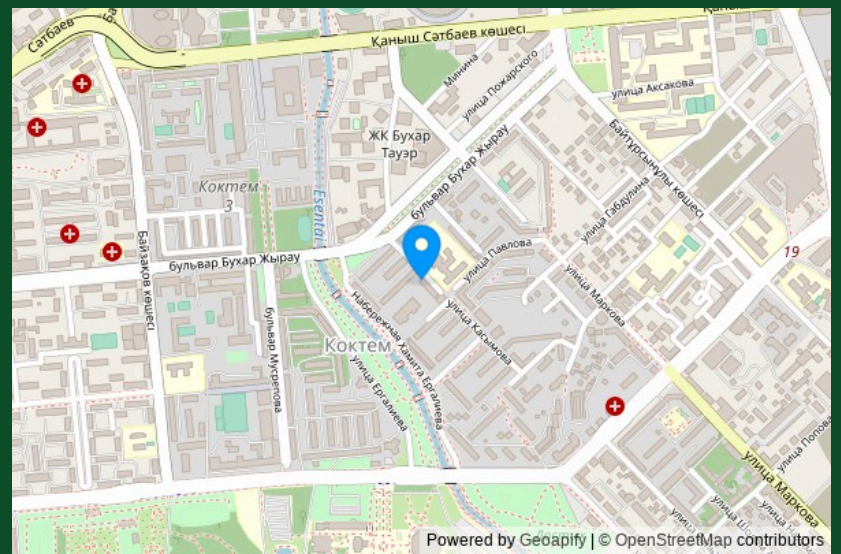 Сәтбаев
Қаныш Сәтбаев көшесі
Минина
улица Пожарского
улица Аксакова
ЖК Бухар
Тауэр
Байтурсынулы көшесі
бульвар Бухар Жырау
Коктем
3
Esentai
улица Габдулина
Байзақов көшесі
бульвар Бухар Жырау
улица Павлова
19
улица Маркова
Набережная Хамита Ергалиева
улица Касымова
бульвар Мусрепова
Коктем
улица Ергалиева
улица Попова
улица Маркова
Powered by Geoapify | © OpenStreetMap contributors